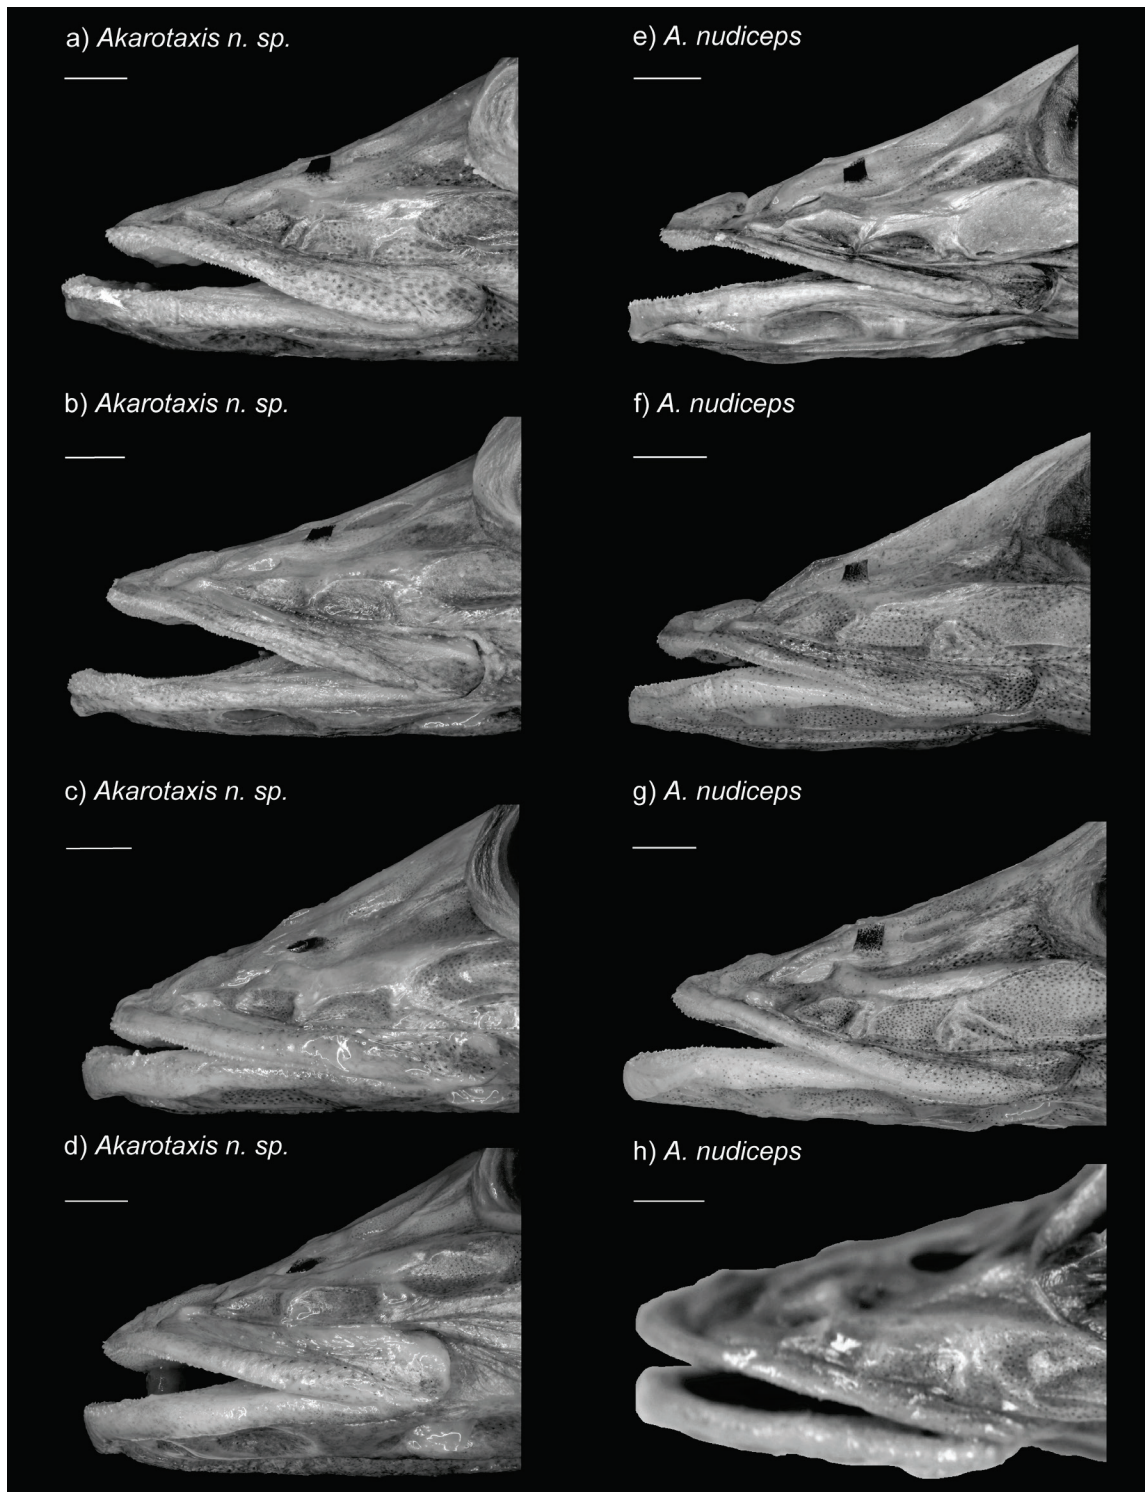 a) Akarotaxis n. sp.
e) A. nudiceps
b) Akarotaxis n. sp.
f) A. nudiceps
c) Akarotaxis n. sp.
g) A. nudiceps
d) Akarotaxis n. sp.
h) A. nudiceps